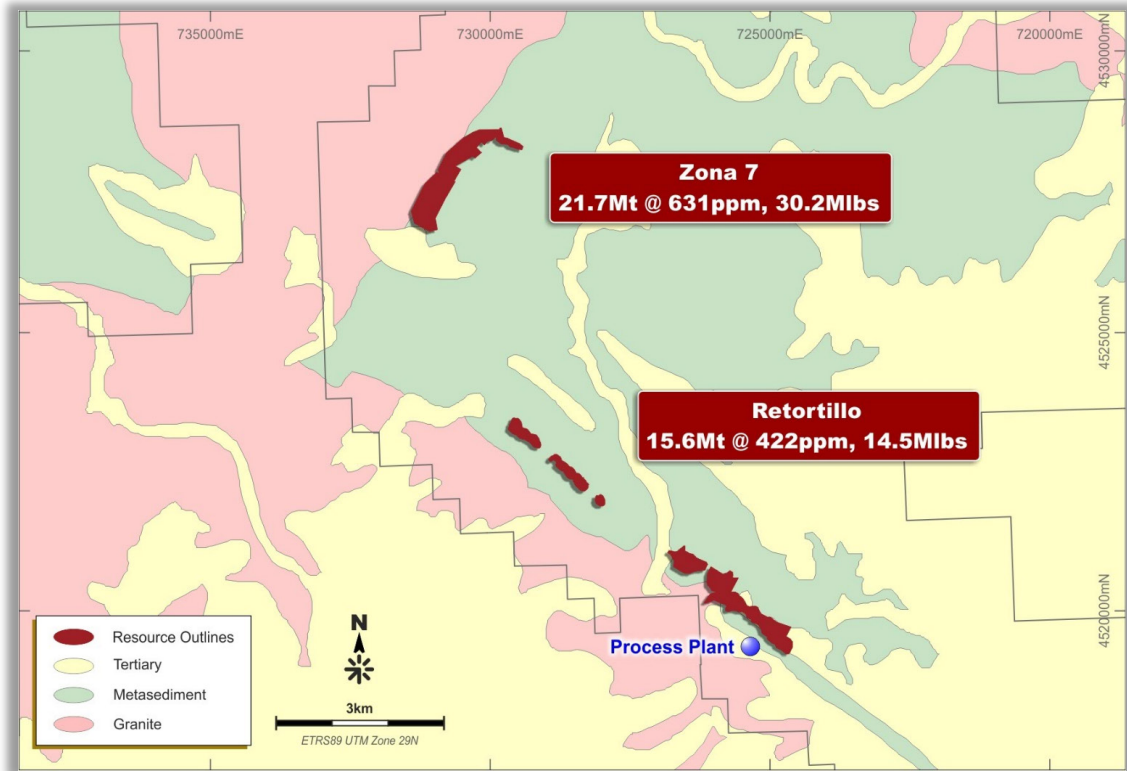 735000mE
730000mE
725000mE
720000mE
4530000mN
Zona 7
21.7Mt @ 631ppm, 30.2Mlbs
4525000mN
Retortillo
15.6Mt @ 422ppm, 14.5Mlbs
4520000mN
Process Plant
Resource Outlines
Tertiary
Metasediment
Granite
N
3km
ETRS89 UTM Zone 29N